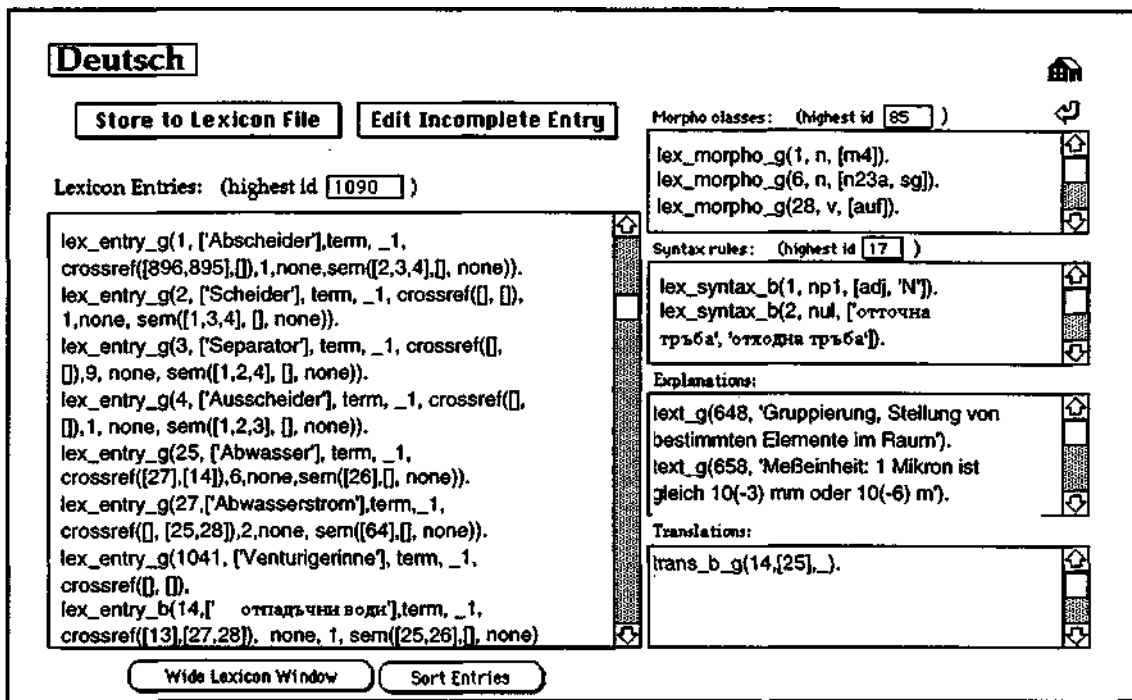 Deutsch
Store to Lexicon File
Edit Incomplete Entry
Lexicon Entries: (highest id 1090 )
lex_entry_g(1, ['Abscheider'],term, _1,
crossref([896,895],[]),1,none,sem([2,3,4],[], none)).
lex_entry_g(2, ['Scheider'], term, _1, crossref([], []),
1,none, sem([1,3,4], [], none)).
lex_entry_g(3, ['Separator'], term, _1, crossref([],
[]),9, none, sem([1,2,4], [], none)).
lex_entry_g(4, ['Ausscheider'], term, _1, crossref([],
[]),1, none, sem([1,2,3], [], none)).
lex_entry_g(25, ['Abwasser'], term, _1,
crossref([27],[14]),6,none,sem([26],[], none)).
lex_entry_g(27,['Abwasserstrom'],term,_1,
crossref([], [25,28]),2,none, sem([64],[], none)).
lex_entry_g(1041, ['Venturigerinne'], term, _1,
crossref([], []),
lex_entry_b(14,[' отпадъчни води'],term, _1,
crossref([13],[27,28]), none, 1, sem([25,26],[], none)
Wide Lexicon Window
Sort Entries
Morpho classes: (highest id 85 )
lex_morpho_g(1, n, [m4]).
lex_morpho_g(6, n, [n23a, sg]).
lex_morpho_g(28, v, [auf]).
Syntax rules: (highest id 17 )
lex_syntax_b(1, np1, [adj, 'N']).
lex_syntax_b(2, nul, ['отточна
тръба', 'отходна тръба']).
Explanations:
text_g(648, 'Gruppierung, Stellung von
bestimmten Elemente im Raum').
text_g(658, 'Meßeinheit: 1 Mikron ist
gleich 10(-3) mm oder 10(-6) m').
Translations:
trans_b_g(14,[25],_).